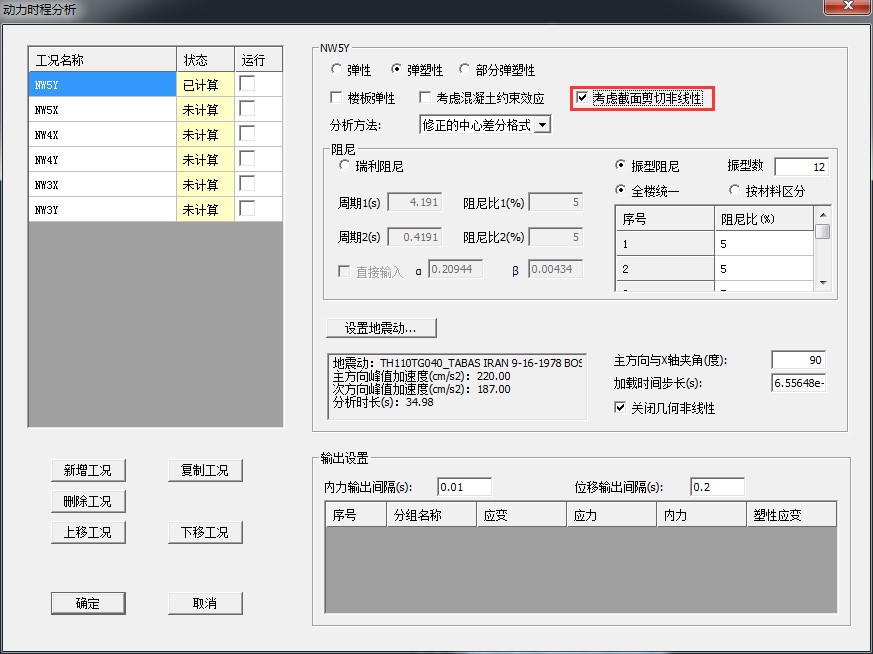 动力时程分析
工况名称 状态 运行
NW5Y 已计算
NW5X 未计算
NW4X 未计算
NW4Y 未计算
NW3X 未计算
NW3Y 未计算
新增工况 复制工况
删除工况
上移工况 下移工况
确定 取消
NW5Y
弹性 弹塑性 部分弹塑性
楼板弹性 考虑混凝土约束效应 考虑截面剪切非线性
分析方法: 修正的中心差分格式
阻尼
瑞利阻尼 振型阻尼 振型数 12
全楼统一 按材料区分
周期1(s) 4.191 阻尼比1(%) 5
周期2(s) 0.4191 阻尼比2(%) 5
直接输入 α 0.20944 β 0.00434
序号 阻尼比(%)
1 5
2 5
设置地震动...
地震动: TH110TG040_TABAS IRAN 9-16-1978 BOS
主方向峰值加速度(cm/s2): 220.00
次方向峰值加速度(cm/s2): 187.00
分析时长(s): 34.98
主方向与X轴夹角(度): 90
加载时间步长(s): 6.55648e-
关闭几何非线性
输出设置
内力输出间隔(s): 0.01 位移输出间隔(s): 0.2
序号 分组名称 应变 应力 内力 塑性应变